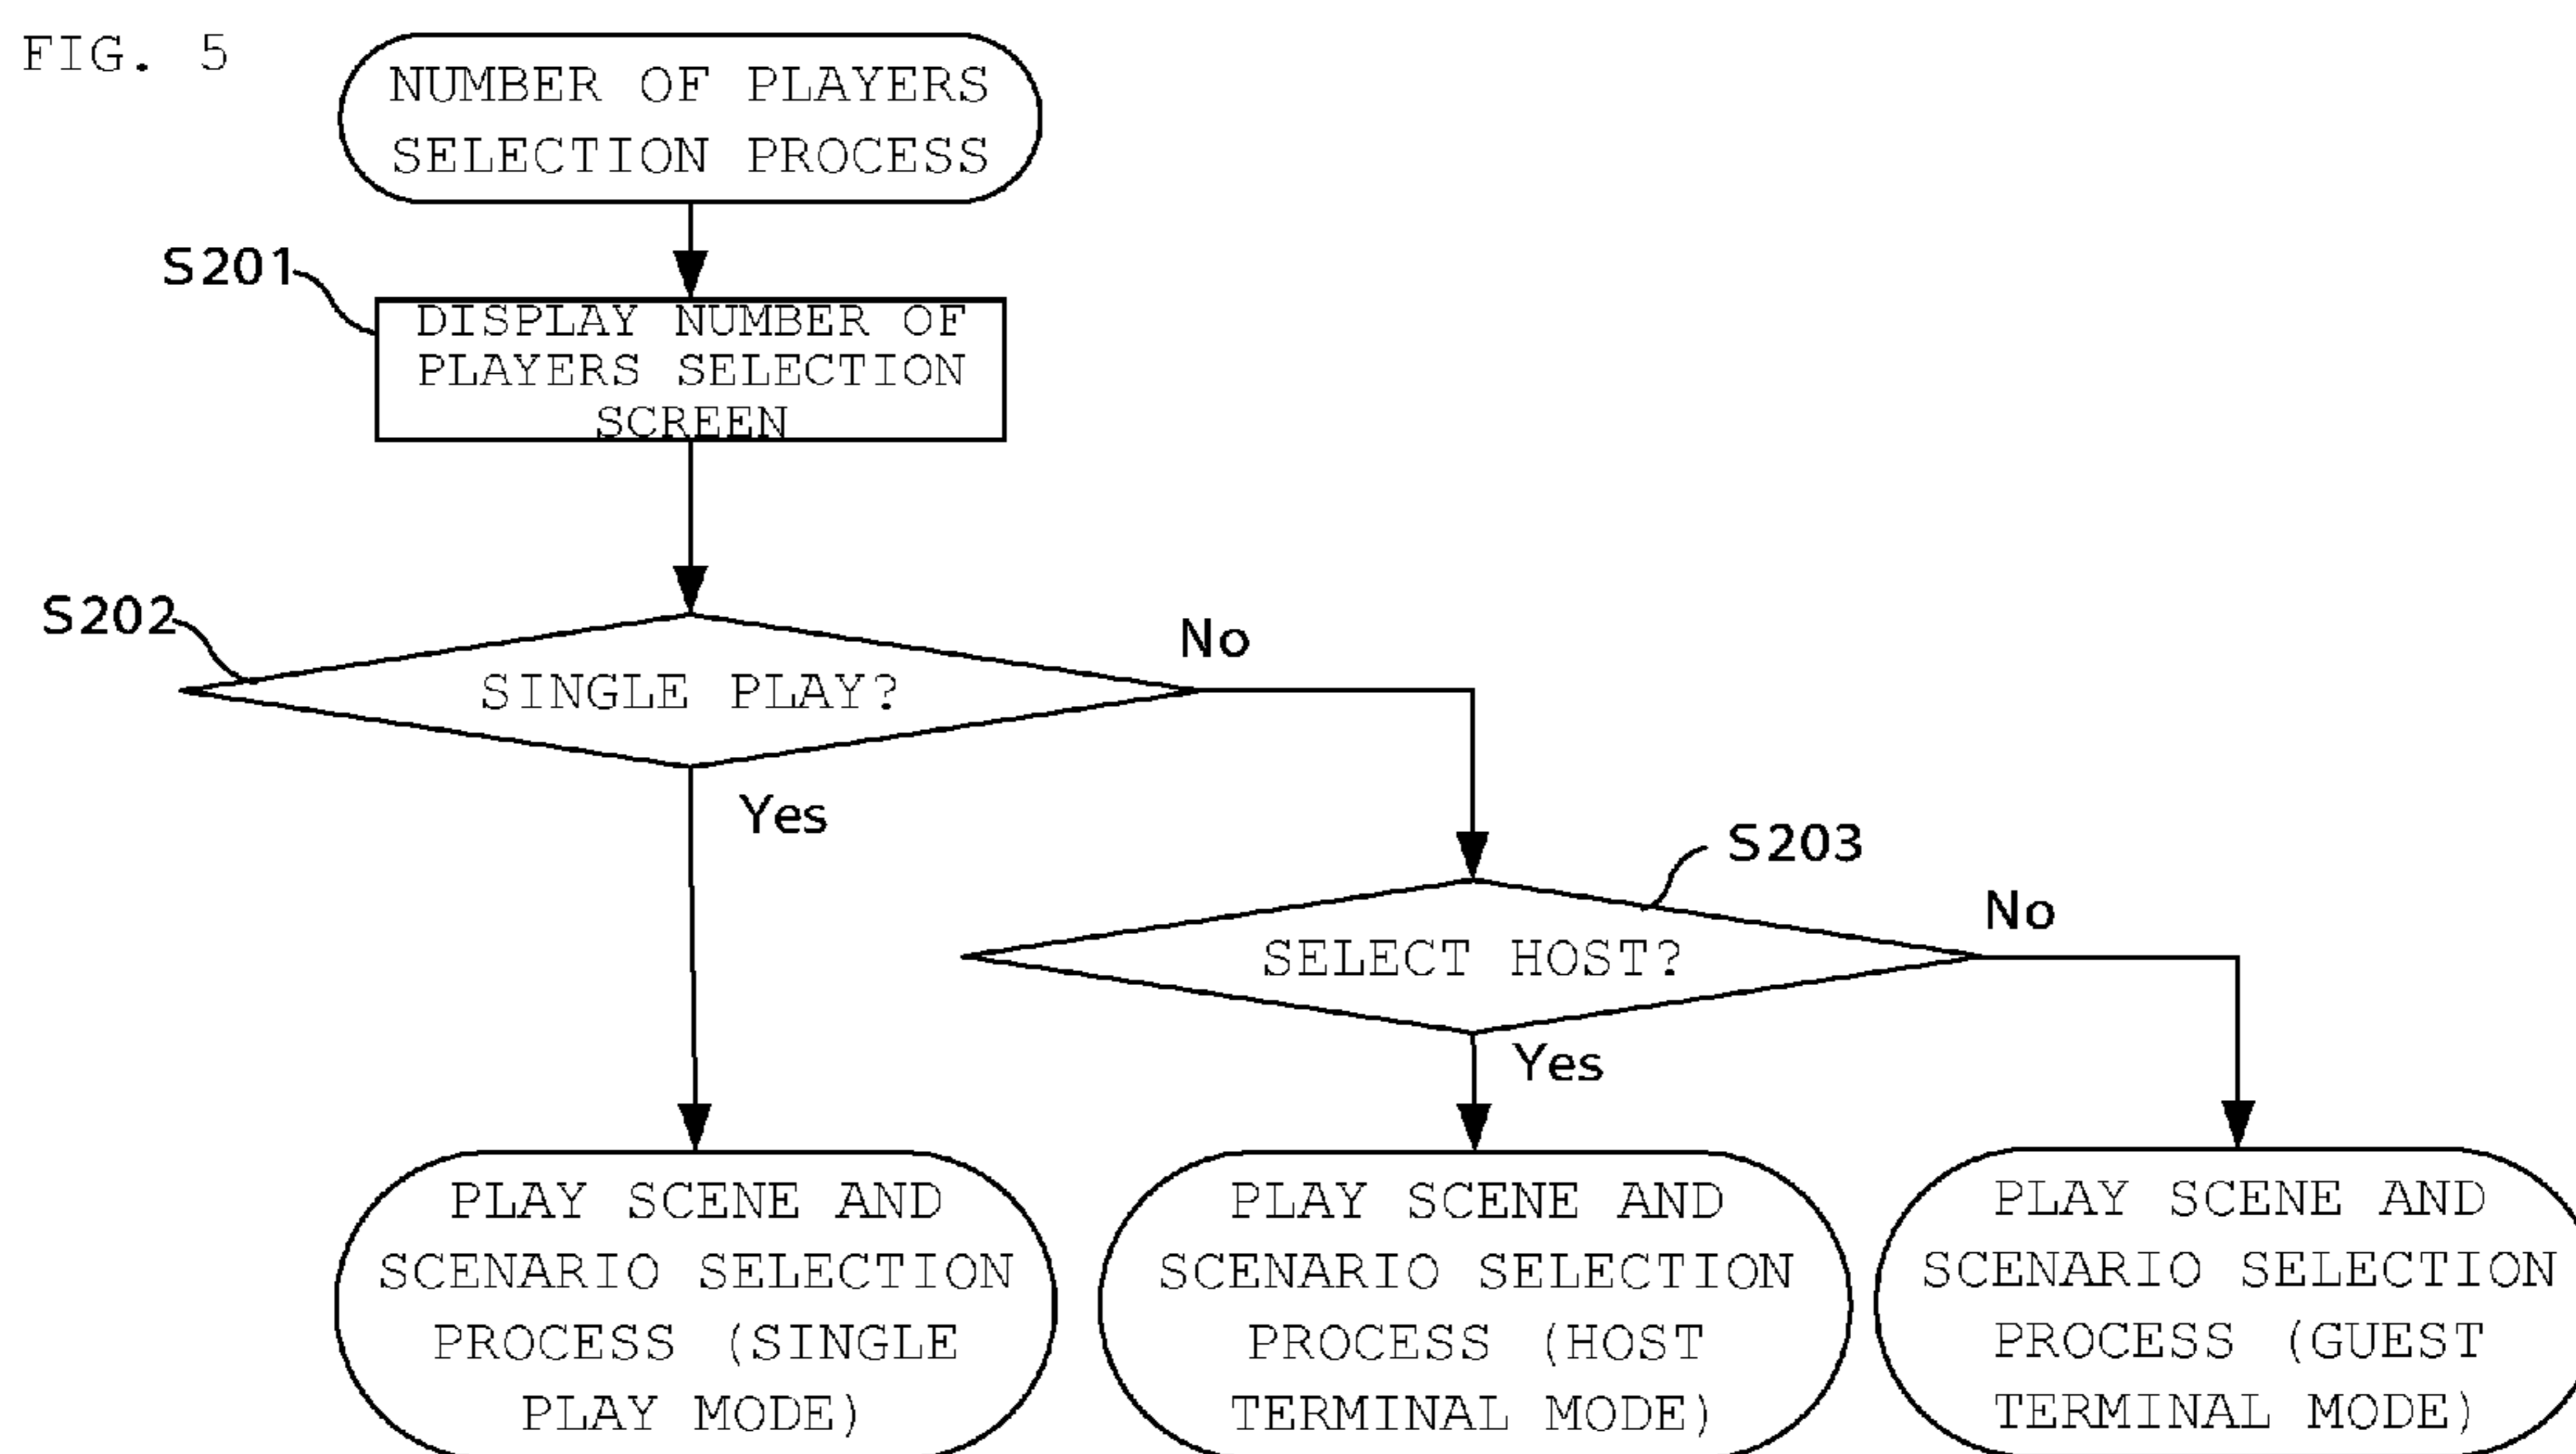 FIG. 5
NUMBER OF PLAYERS
SELECTION PROCESS
S201
DISPLAY NUMBER OF
PLAYERS SELECTION
SCREEN
S202
SINGLE PLAY?
No
Yes
S203
SELECT HOST?
No
Yes
PLAY SCENE AND
SCENARIO SELECTION
PROCESS (SINGLE
PLAY MODE)
PLAY SCENE AND
SCENARIO SELECTION
PROCESS (HOST
TERMINAL MODE)
PLAY SCENE AND
SCENARIO SELECTION
PROCESS (GUEST
TERMINAL MODE)